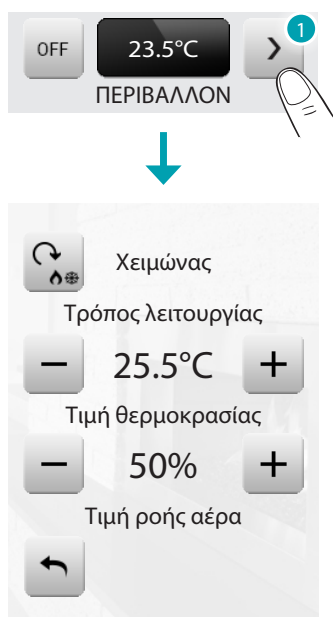 OFF 23.5°C > 1
ΠΕΡΙΒΑΛΛΟΝ
Χειμώνας
Τρόπος λειτουργίας
− 25.5°C +
Τιμή θερμοκρασίας
− 50% +
Τιμή ροής αέρα